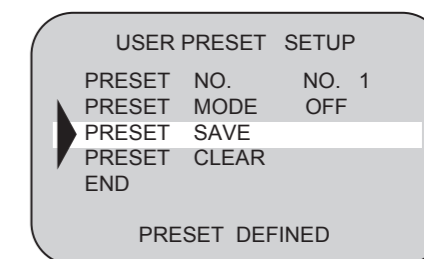 USER PRESET SETUP
PRESET NO. NO. 1
PRESET MODE OFF
PRESET SAVE
PRESET CLEAR
END
PRESET DEFINED